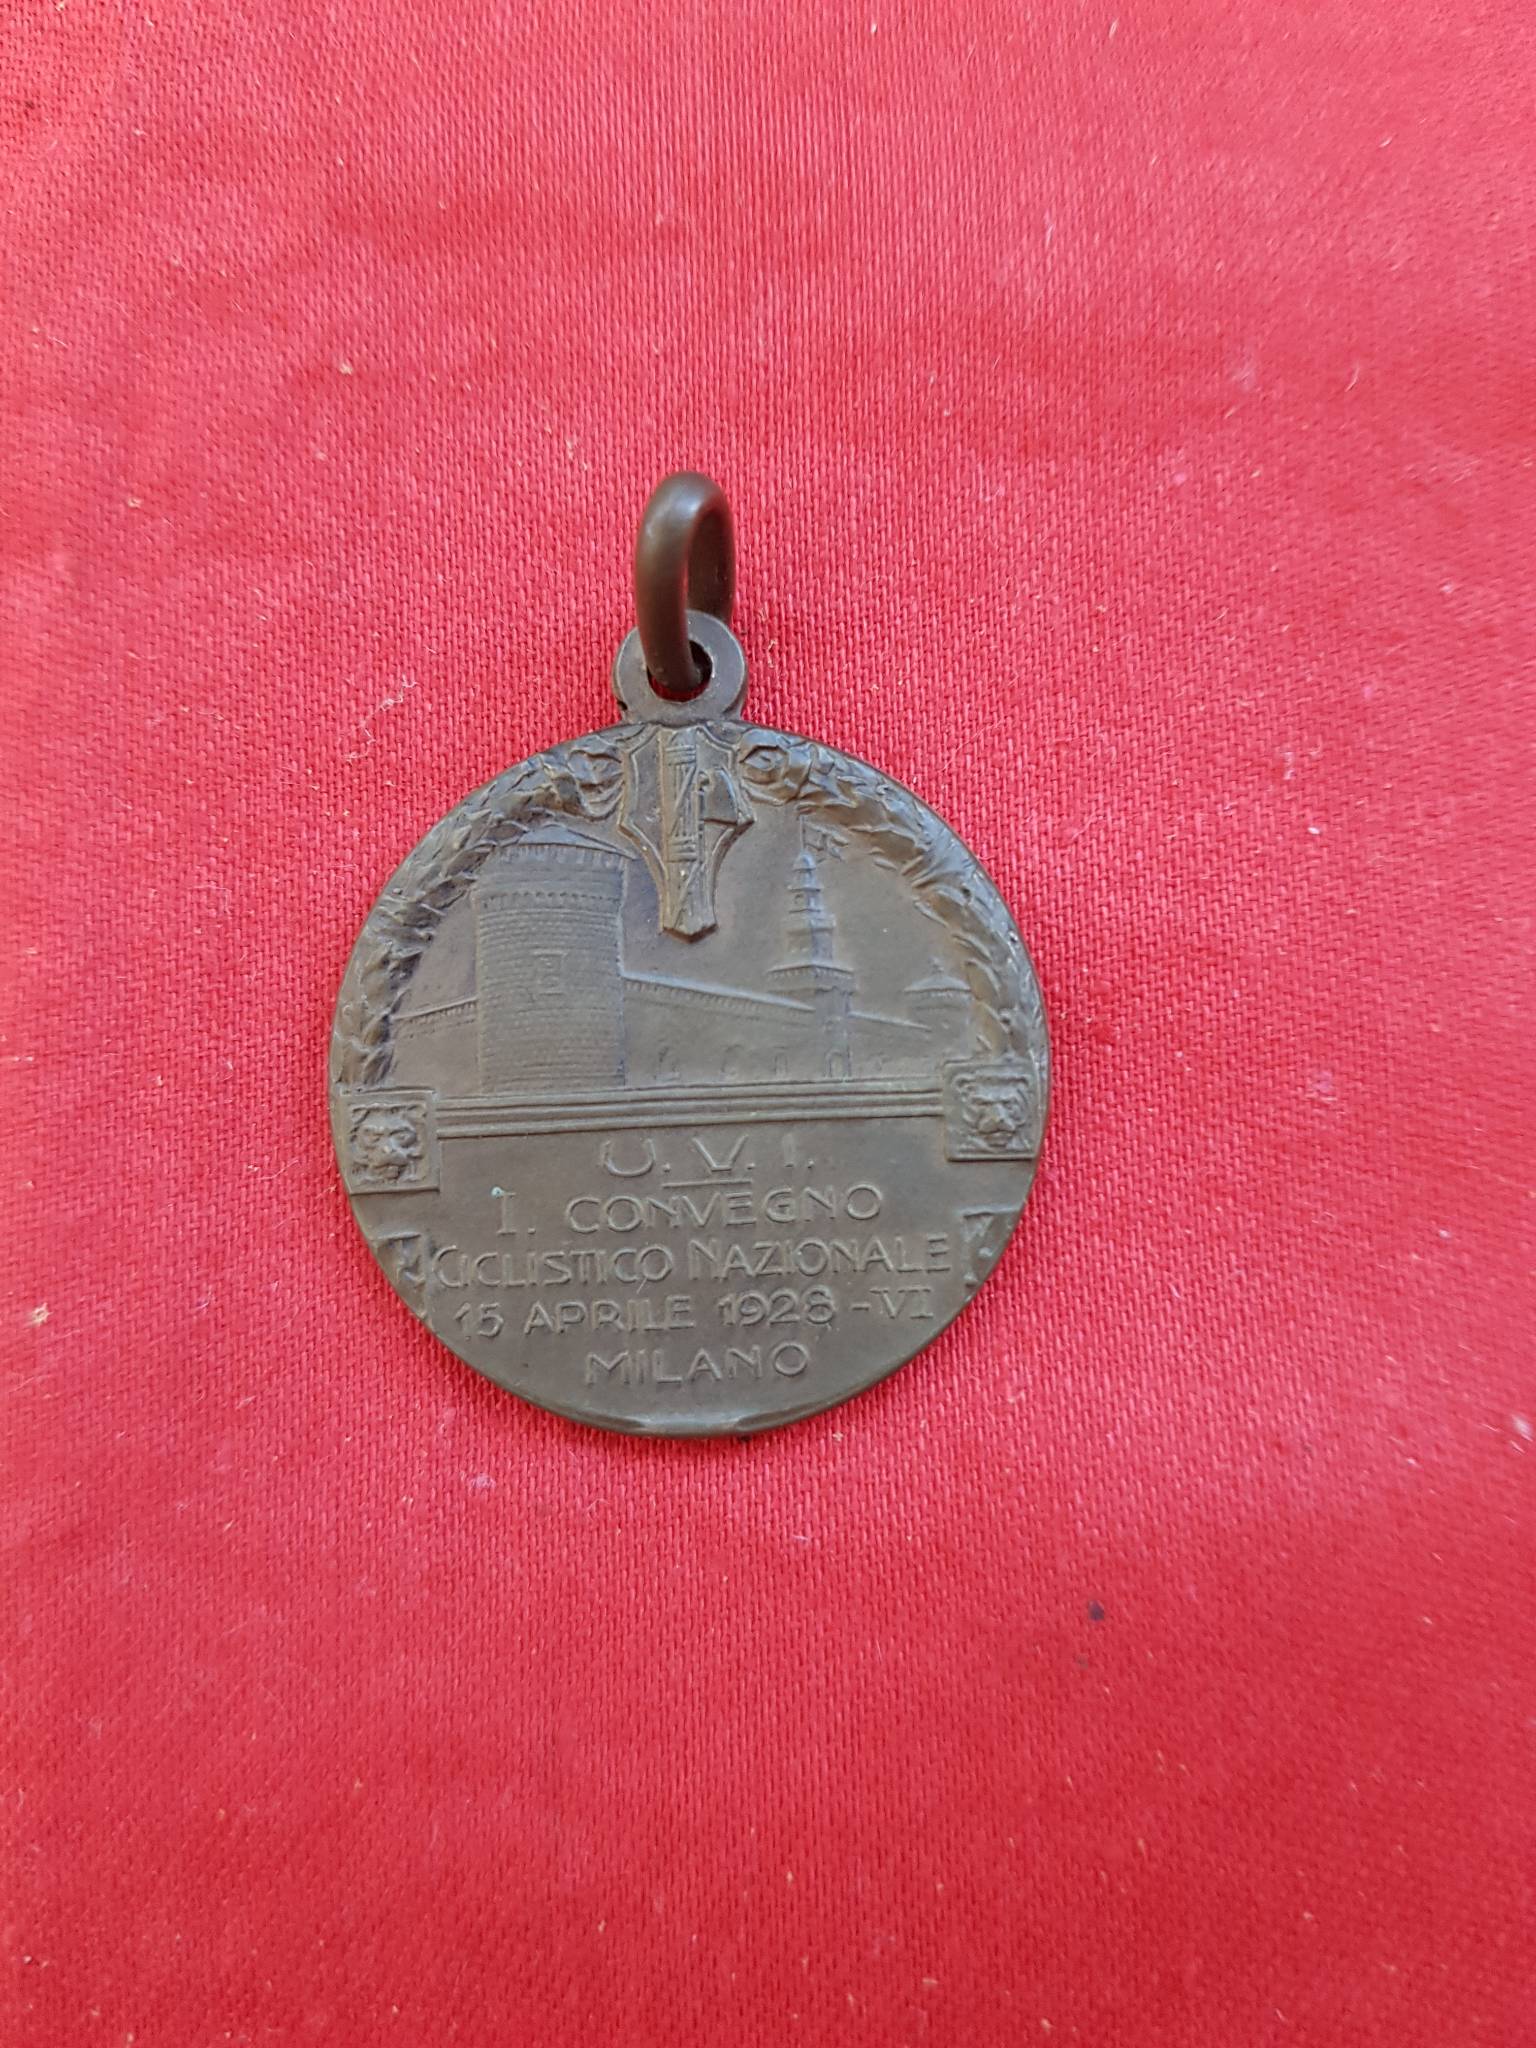 U. V. I.
I. CONVEGNO
CICLISTICO NAZIONALE
15 APRILE 1928 - VI
MILANO